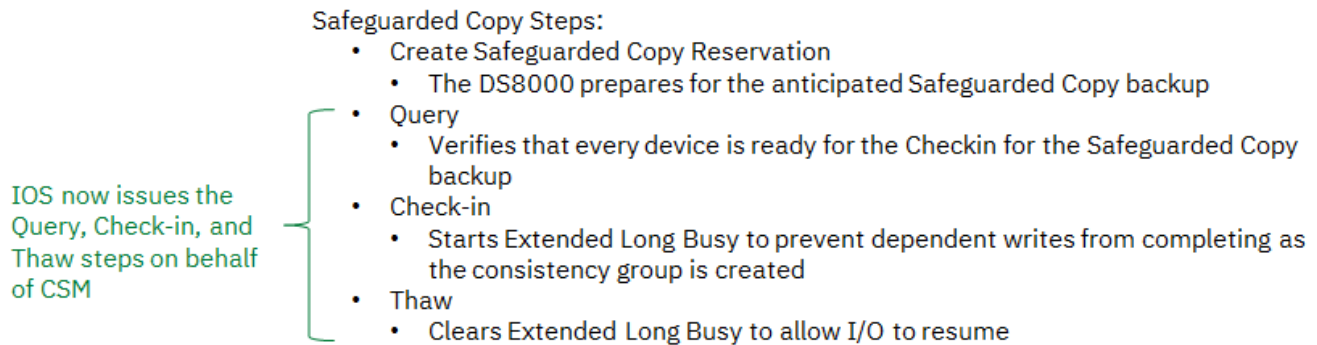 Safeguarded Copy Steps:
• Create Safeguarded Copy Reservation
• The DS8000 prepares for the anticipated Safeguarded Copy backup
• Query
• Verifies that every device is ready for the Checkin for the Safeguarded Copy
backup
• Check-in
• Starts Extended Long Busy to prevent dependent writes from completing as
the consistency group is created
• Thaw
• Clears Extended Long Busy to allow I/O to resume
IOS now issues the
Query, Check-in, and
Thaw steps on behalf
of CSM